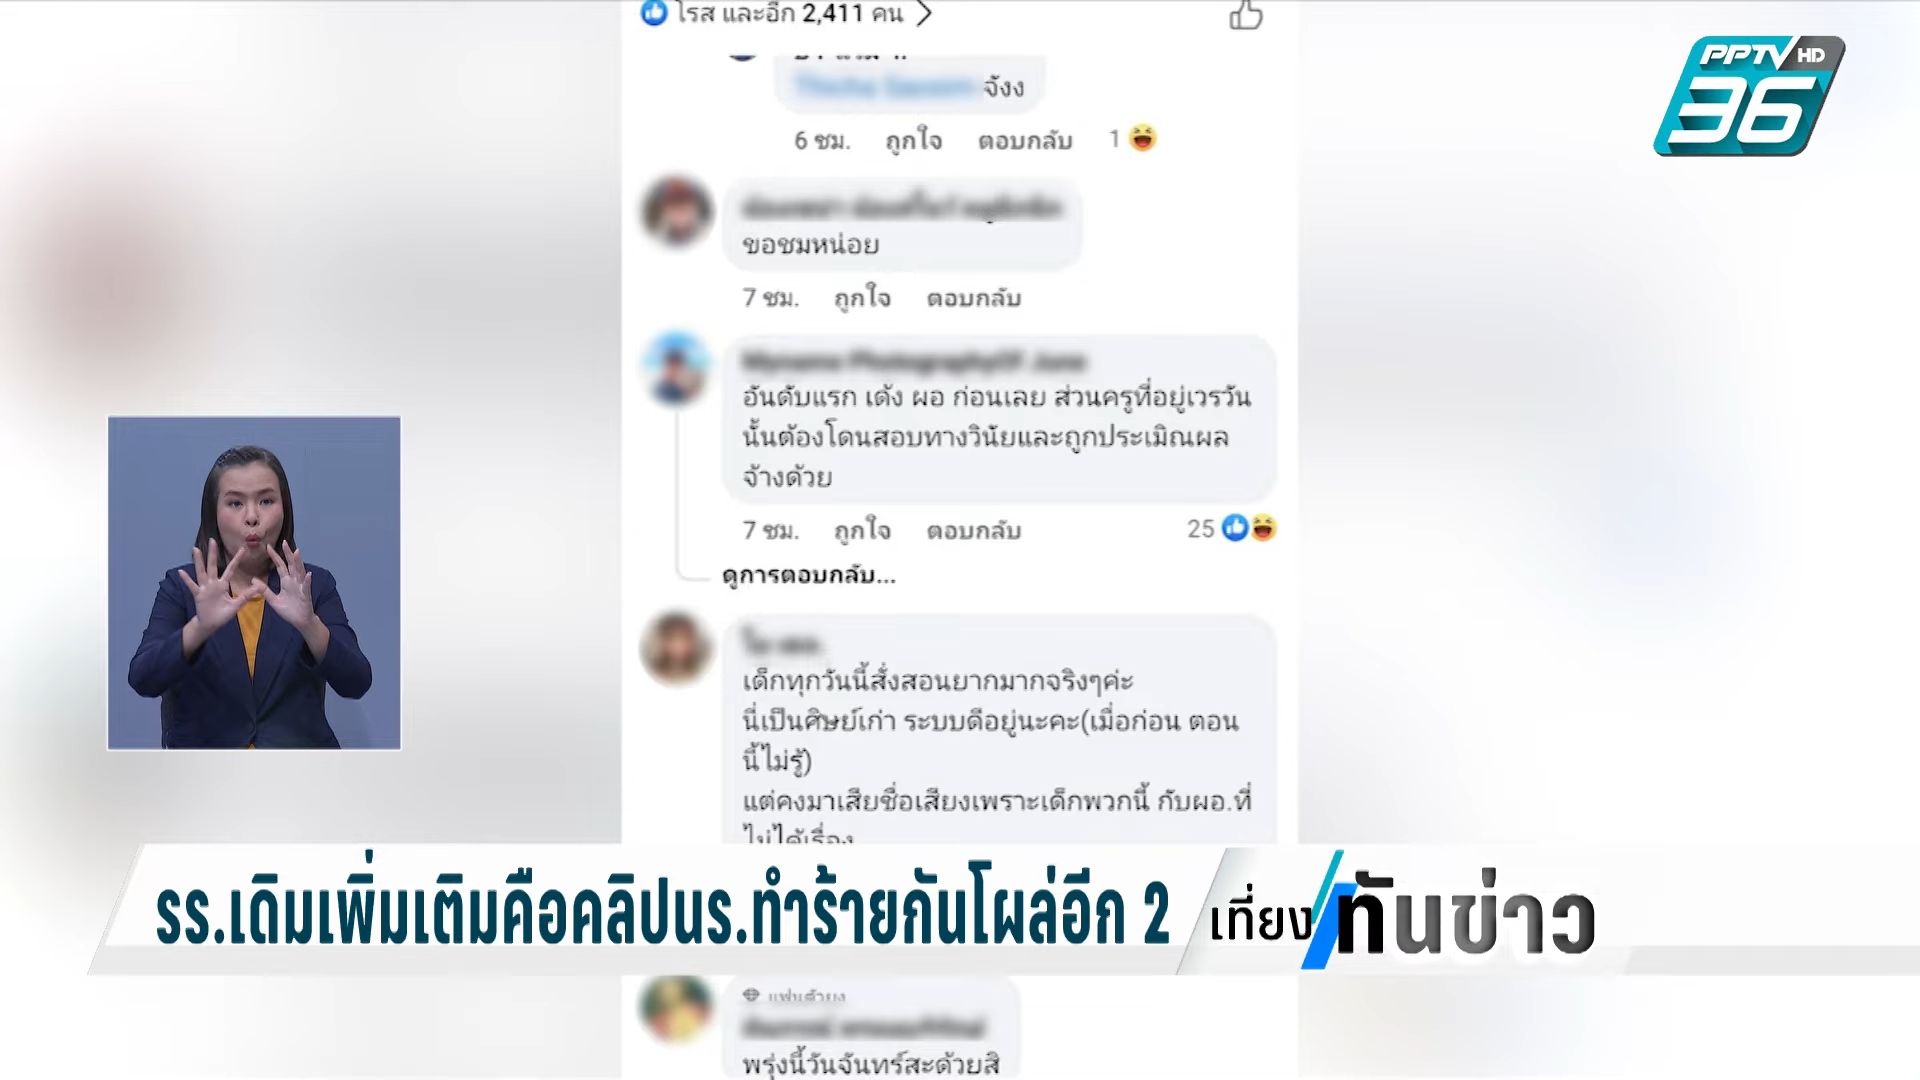 โรส และอีก 2,411 คน
PPTV HD
36
จ้งง
6 ชม. ถูกใจ ตอบกลับ 1
ขอชมหน่อย
7 ชม. ถูกใจ ตอบกลับ
อันดับแรก เด้ง ผอ ก่อนเลย ส่วนครูที่อยู่เวรวัน
นั้นต้องโดนสอบทางวินัยและถูกประเมิณผล
จ้างด้วย
7 ชม. ถูกใจ ตอบกลับ 25
ดูการตอบกลับ...
เด็กทุกวันนี้สั่งสอนยากมากจริงๆค่ะ
นี่เป็นศิษย์เก่า ระบบดีอยู่นะคะ(เมื่อก่อน ตอน
นี้ไม่รู้)
แต่คงมาเสียชื่อเสียงเพราะเด็กพวกนี้ กับผอ.ที่
ไม่ได้เรื่อง
รร.เดิมเพิ่มเติมคือคลิปนร.ทำร้ายกันโผล่อีก 2
เที่ยงทันข่าว
แฟนตัวยง
พรุ่งนี้วันจันทร์สะด้วยสิ